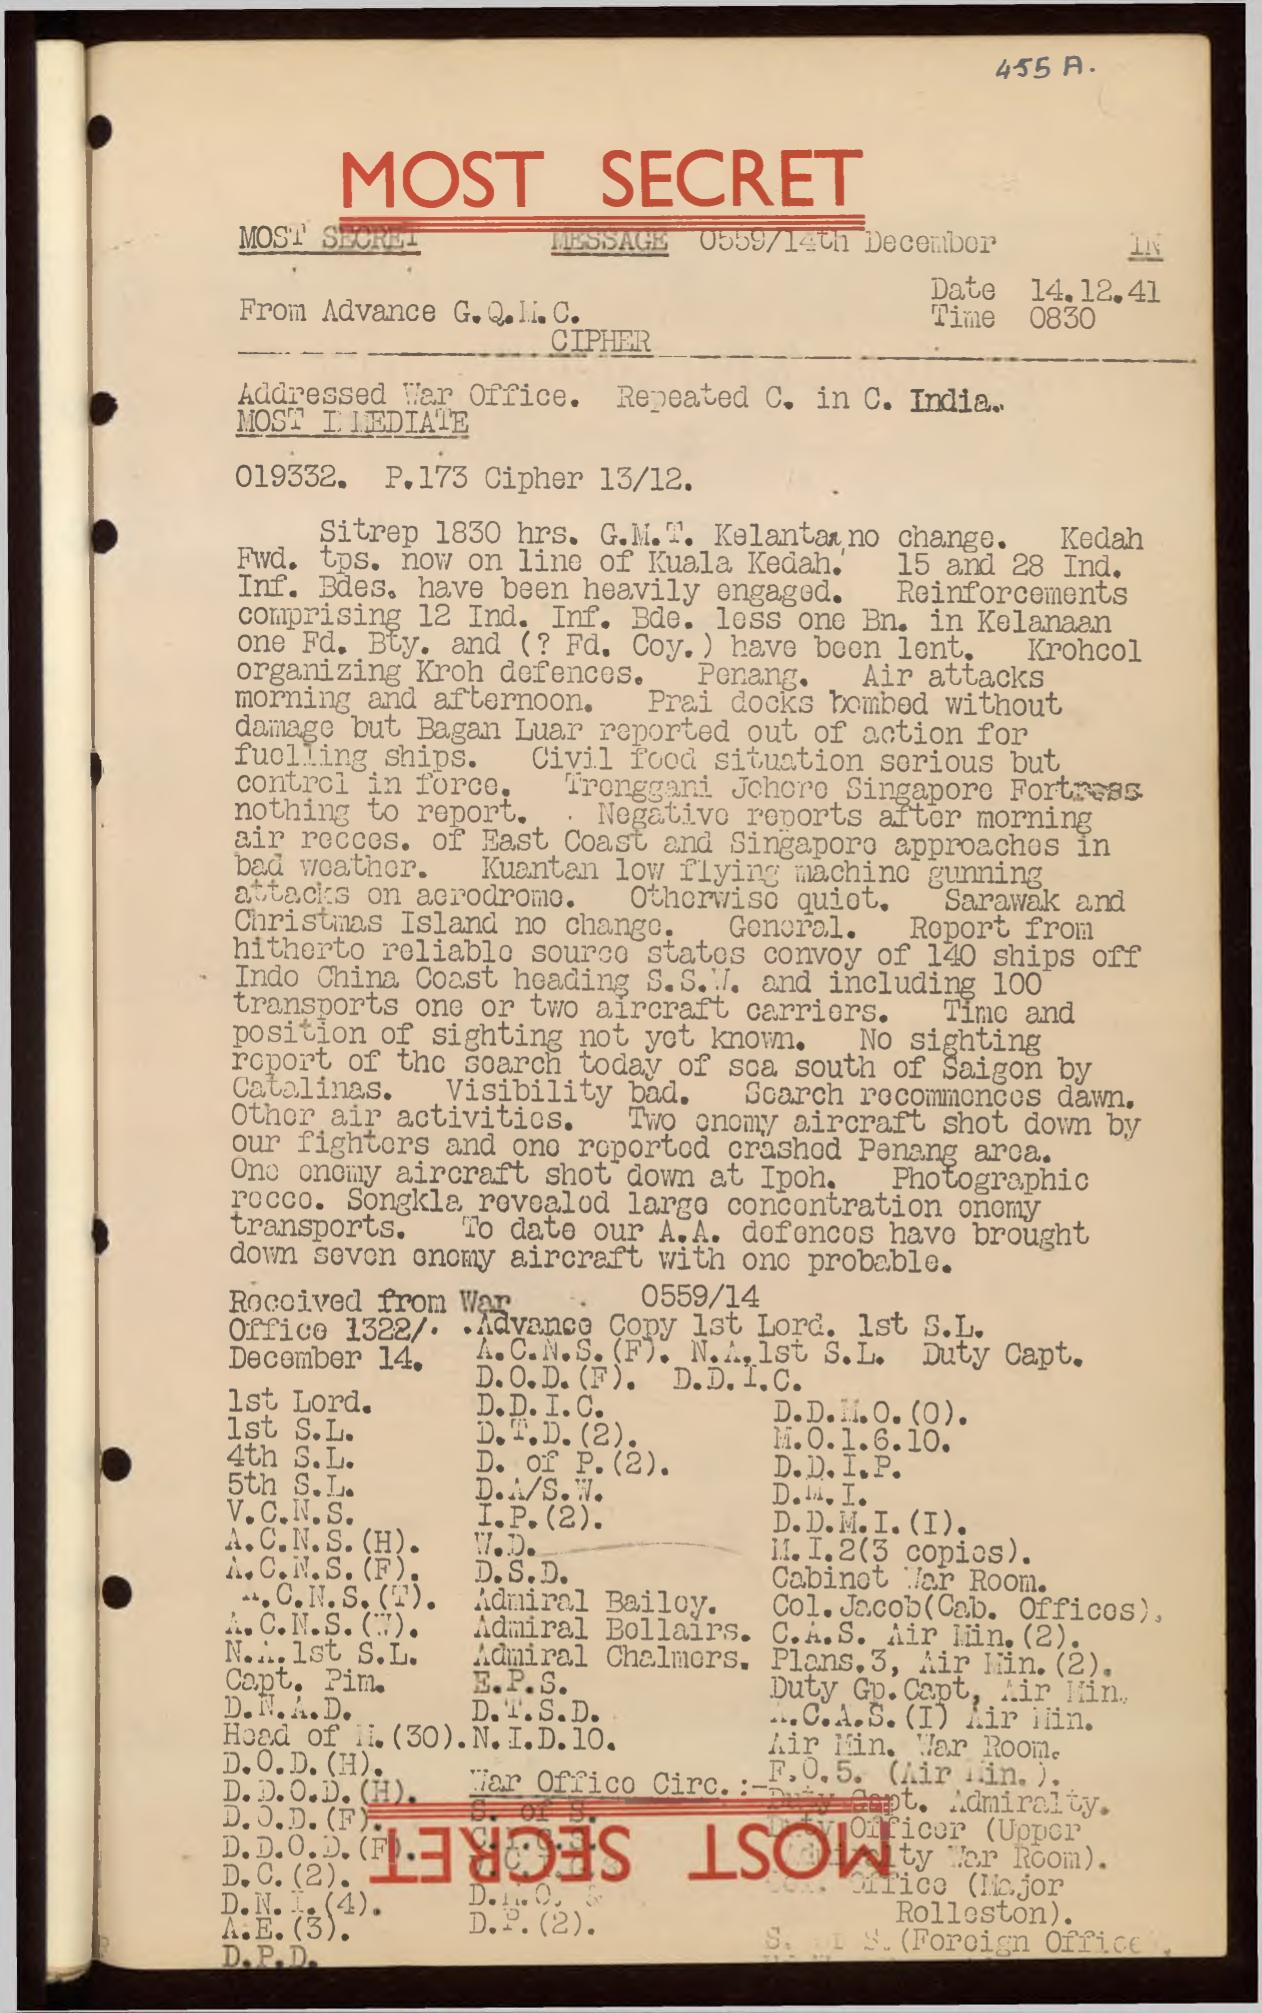 455 A.
MOST SECRET
MOST SECRET MESSAGE 0559/14th December IN
Date 14.12.41
From Advance G.Q.M.C. Time 0830
CIPHER
Addressed War Office. Repeated C. in C. India.
MOST IMMEDIATE
019332. P.173 Cipher 13/12.
Sitrep 1830 hrs. G.M.T. Kelantan no change. Kedah
Fwd. tps. now on line of Kuala Kedah. 15 and 28 Ind.
Inf. Bdes. have been heavily engaged. Reinforcements
comprising 12 Ind. Inf. Bde. less one Bn. in Kelanaan
one Fd. Bty. and (? Fd. Coy.) have been lent. Krohcol
organizing Kroh defences. Penang. Air attacks
morning and afternoon. Prai docks bombed without
damage but Bagan Luar reported out of action for
fuelling ships. Civil food situation serious but
control in force. Tronggani Johore Singapore Fortress
nothing to report. Negative reports after morning
air recces. of East Coast and Singapore approaches in
bad weather. Kuantan low flying machine gunning
attacks on aerodrome. Otherwise quiet. Sarawak and
Christmas Island no change. General. Report from
hitherto reliable source states convoy of 140 ships off
Indo China Coast heading S.S.W. and including 100
transports one or two aircraft carriers. Time and
position of sighting not yet known. No sighting
report of the search today of sea south of Saigon by
Catalinas. Visibility bad. Search recommences dawn.
Other air activities. Two enemy aircraft shot down by
our fighters and one reported crashed Penang area.
One enemy aircraft shot down at Ipoh. Photographic
recce. Songkla revealed large concentration enemy
transports. To date our A.A. defences have brought
down seven enemy aircraft with one probable.
Received from War 0559/14
Office 1322/. .Advance Copy 1st Lord. 1st S.L.
December 14. A.C.N.S.(F). N.A.1st S.L. Duty Capt.
D.O.D.(F). D.D.I.C.
1st Lord. D.D.I.C. D.D.M.O.(O).
1st S.L. D.T.D.(2). M.O.1.6.10.
4th S.L. D. of P.(2). D.D.I.P.
5th S.L. D.A/S.W. D.M.I.
V.C.N.S. I.P.(2). D.D.M.I.(I).
A.C.N.S.(H). W.D. M.I.2(3 copies).
A.C.N.S.(F). D.S.D. Cabinet War Room.
A.C.N.S.(T). Admiral Bailey. Col.Jacob(Cab. Offices).
A.C.N.S.(W). Admiral Bellairs. C.A.S. Air Min.(2).
N.A.1st S.L. Admiral Chalmers. Plans.3, Air Min.(2).
Capt. Pim. E.P.S. Duty Gp.Capt, Air Min.
D.N.A.D. D.T.S.D. A.C.A.S.(I) Air Min.
Head of M.(30). N.I.D.10. Air Min. War Room.
D.O.D.(H). F.O.5. (Air Min.).
D.D.O.D.(H). War Office Circ.:- Duty Capt. Admiralty.
D.O.D.(F). S. of S. Duty Officer (Upper
D.D.O.D.(F). C.I.G.S. Admiralty War Room).
D.C.(2). V.C.I.G.S. Office (Major
D.N.I.(4). Rolleston).
A.E.(3). D.P.(2). S. of S.(Foreign Office).
D.P.D.
MOST SECRET